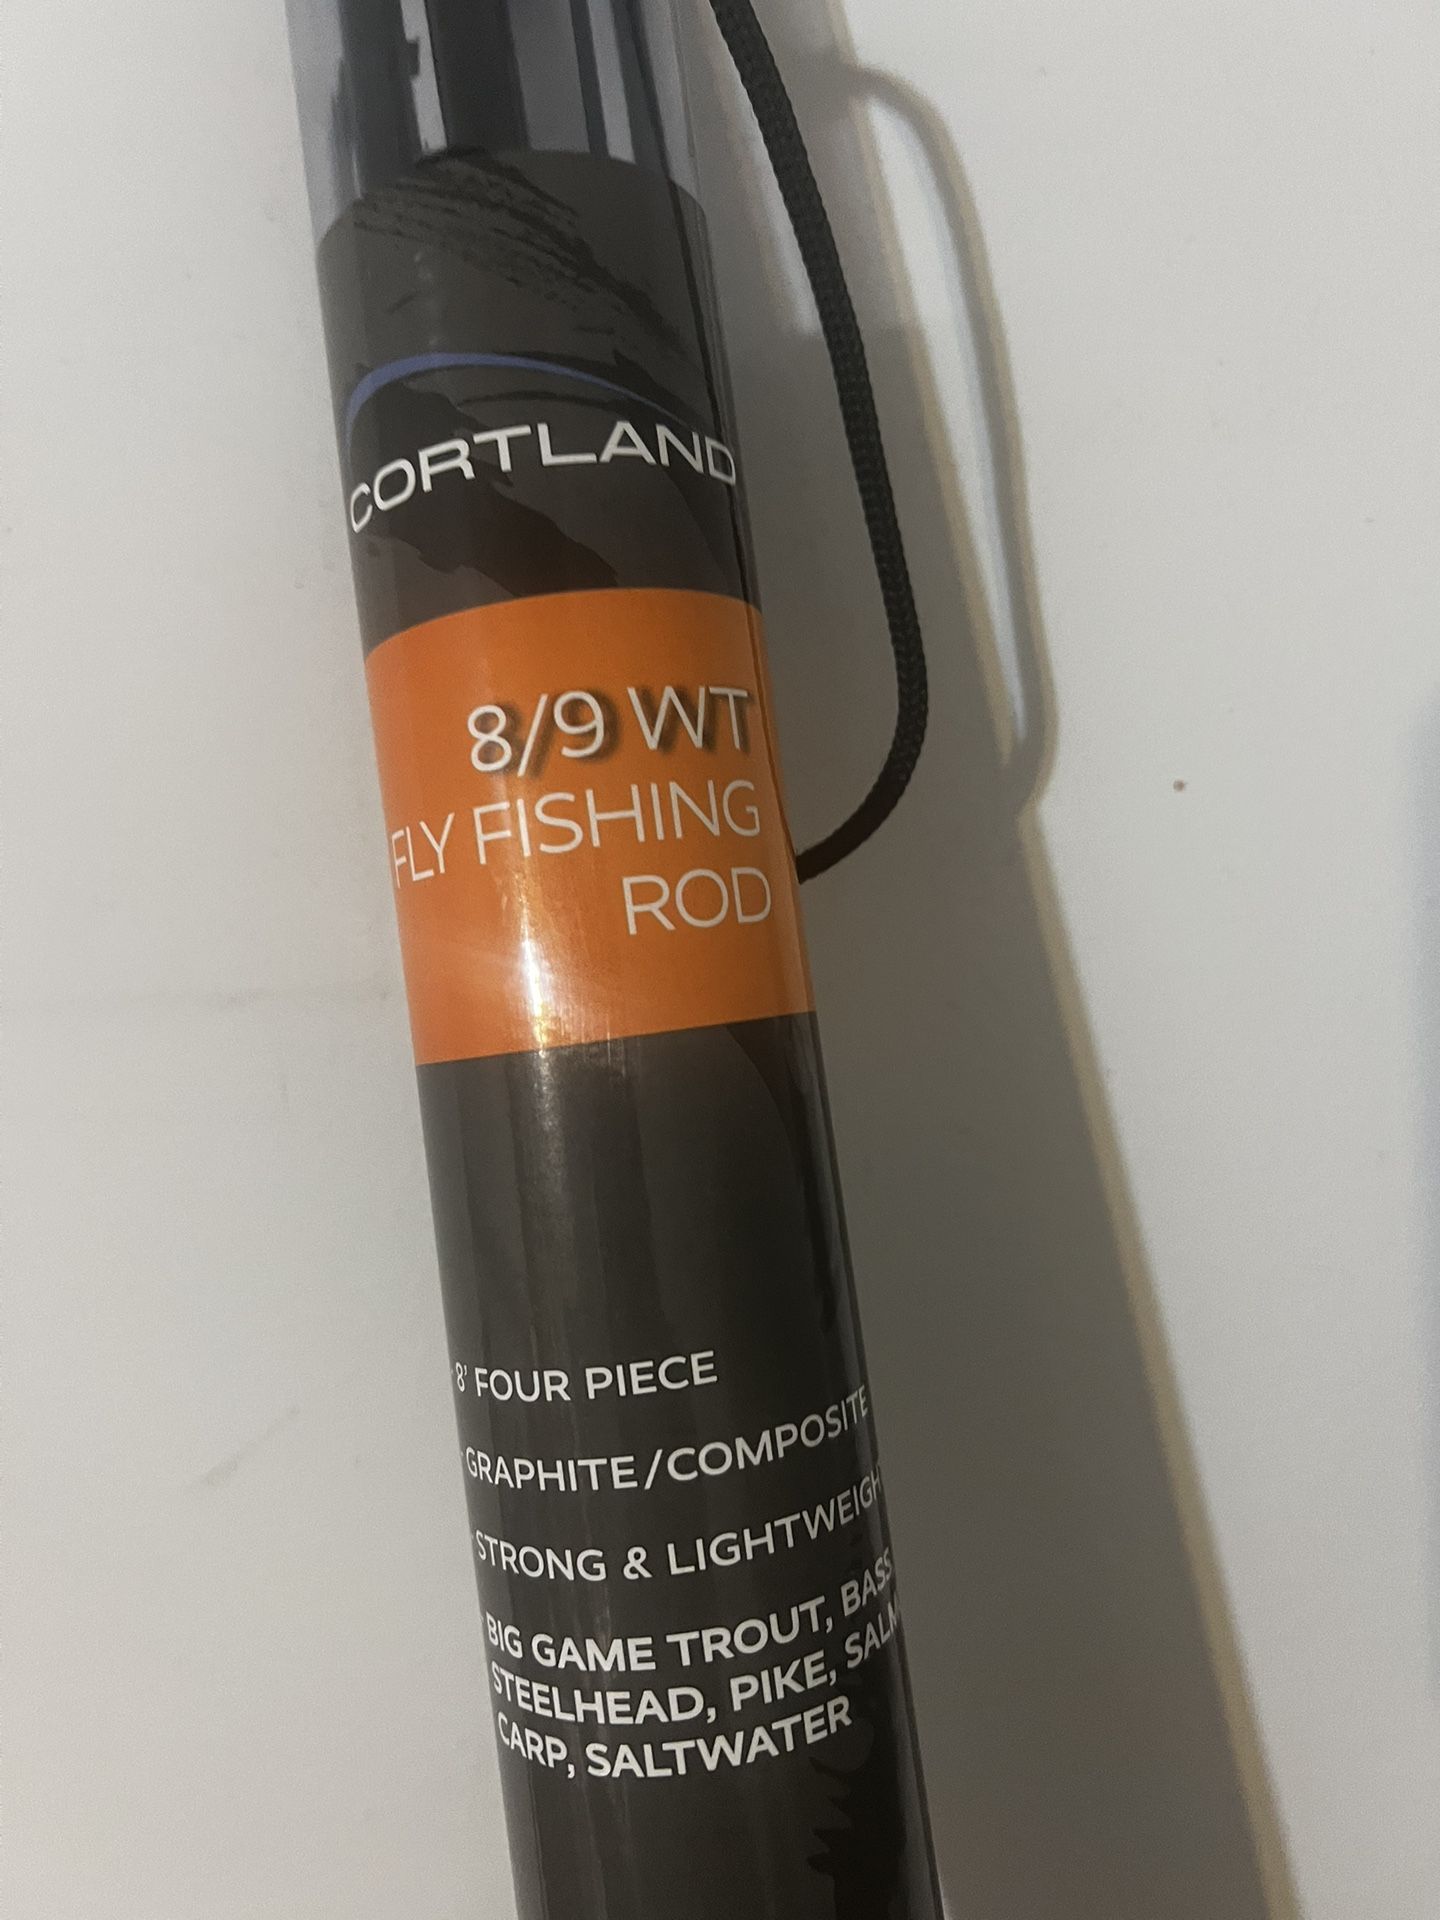 CORTLAND
8/9 WT
FLY FISHING
ROD
8' FOUR PIECE
GRAPHITE/COMPOSITE
STRONG & LIGHTWEIGH
BIG GAME TROUT, BASS
STEELHEAD, PIKE, SALM
CARP, SALTWATER